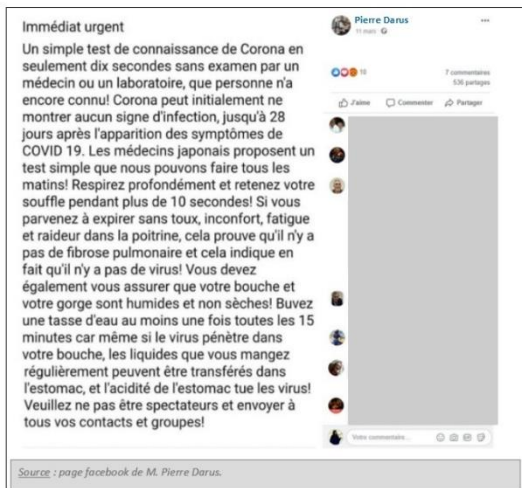 Immédiat urgent
Un simple test de connaissance de Corona en
seulement dix secondes sans examen par un
médecin ou un laboratoire, que personne n'a
encore connu! Corona peut initialement ne
montrer aucun signe d'infection, jusqu'à 28
jours après l'apparition des symptômes de
COVID 19. Les médecins japonais proposent un
test simple que nous pouvons faire tous les
matins! Respirez profondément et retenez votre
souffle pendant plus de 10 secondes! Si vous
parvenez à expirer sans toux, inconfort, fatigue
et raideur dans la poitrine, cela prouve qu'il n'y a
pas de fibrose pulmonaire et cela indique en
fait qu'il n'y a pas de virus! Vous devez
également vous assurer que votre bouche et
votre gorge sont humides et non sèches! Buvez
une tasse d'eau au moins une fois toutes les 15
minutes car même si le virus pénètre dans
votre bouche, les liquides que vous mangez
régulièrement peuvent être transférés dans
l'estomac, et l'acidité de l'estomac tue les virus!
Veuillez ne pas être spectateurs et envoyer à
tous vos contacts et groupes!
Pierre Darus
11 mars
10
7 commentaires
536 partages
J'aime Commenter Partager
Votre commentaire...
Source : page facebook de M. Pierre Darus.